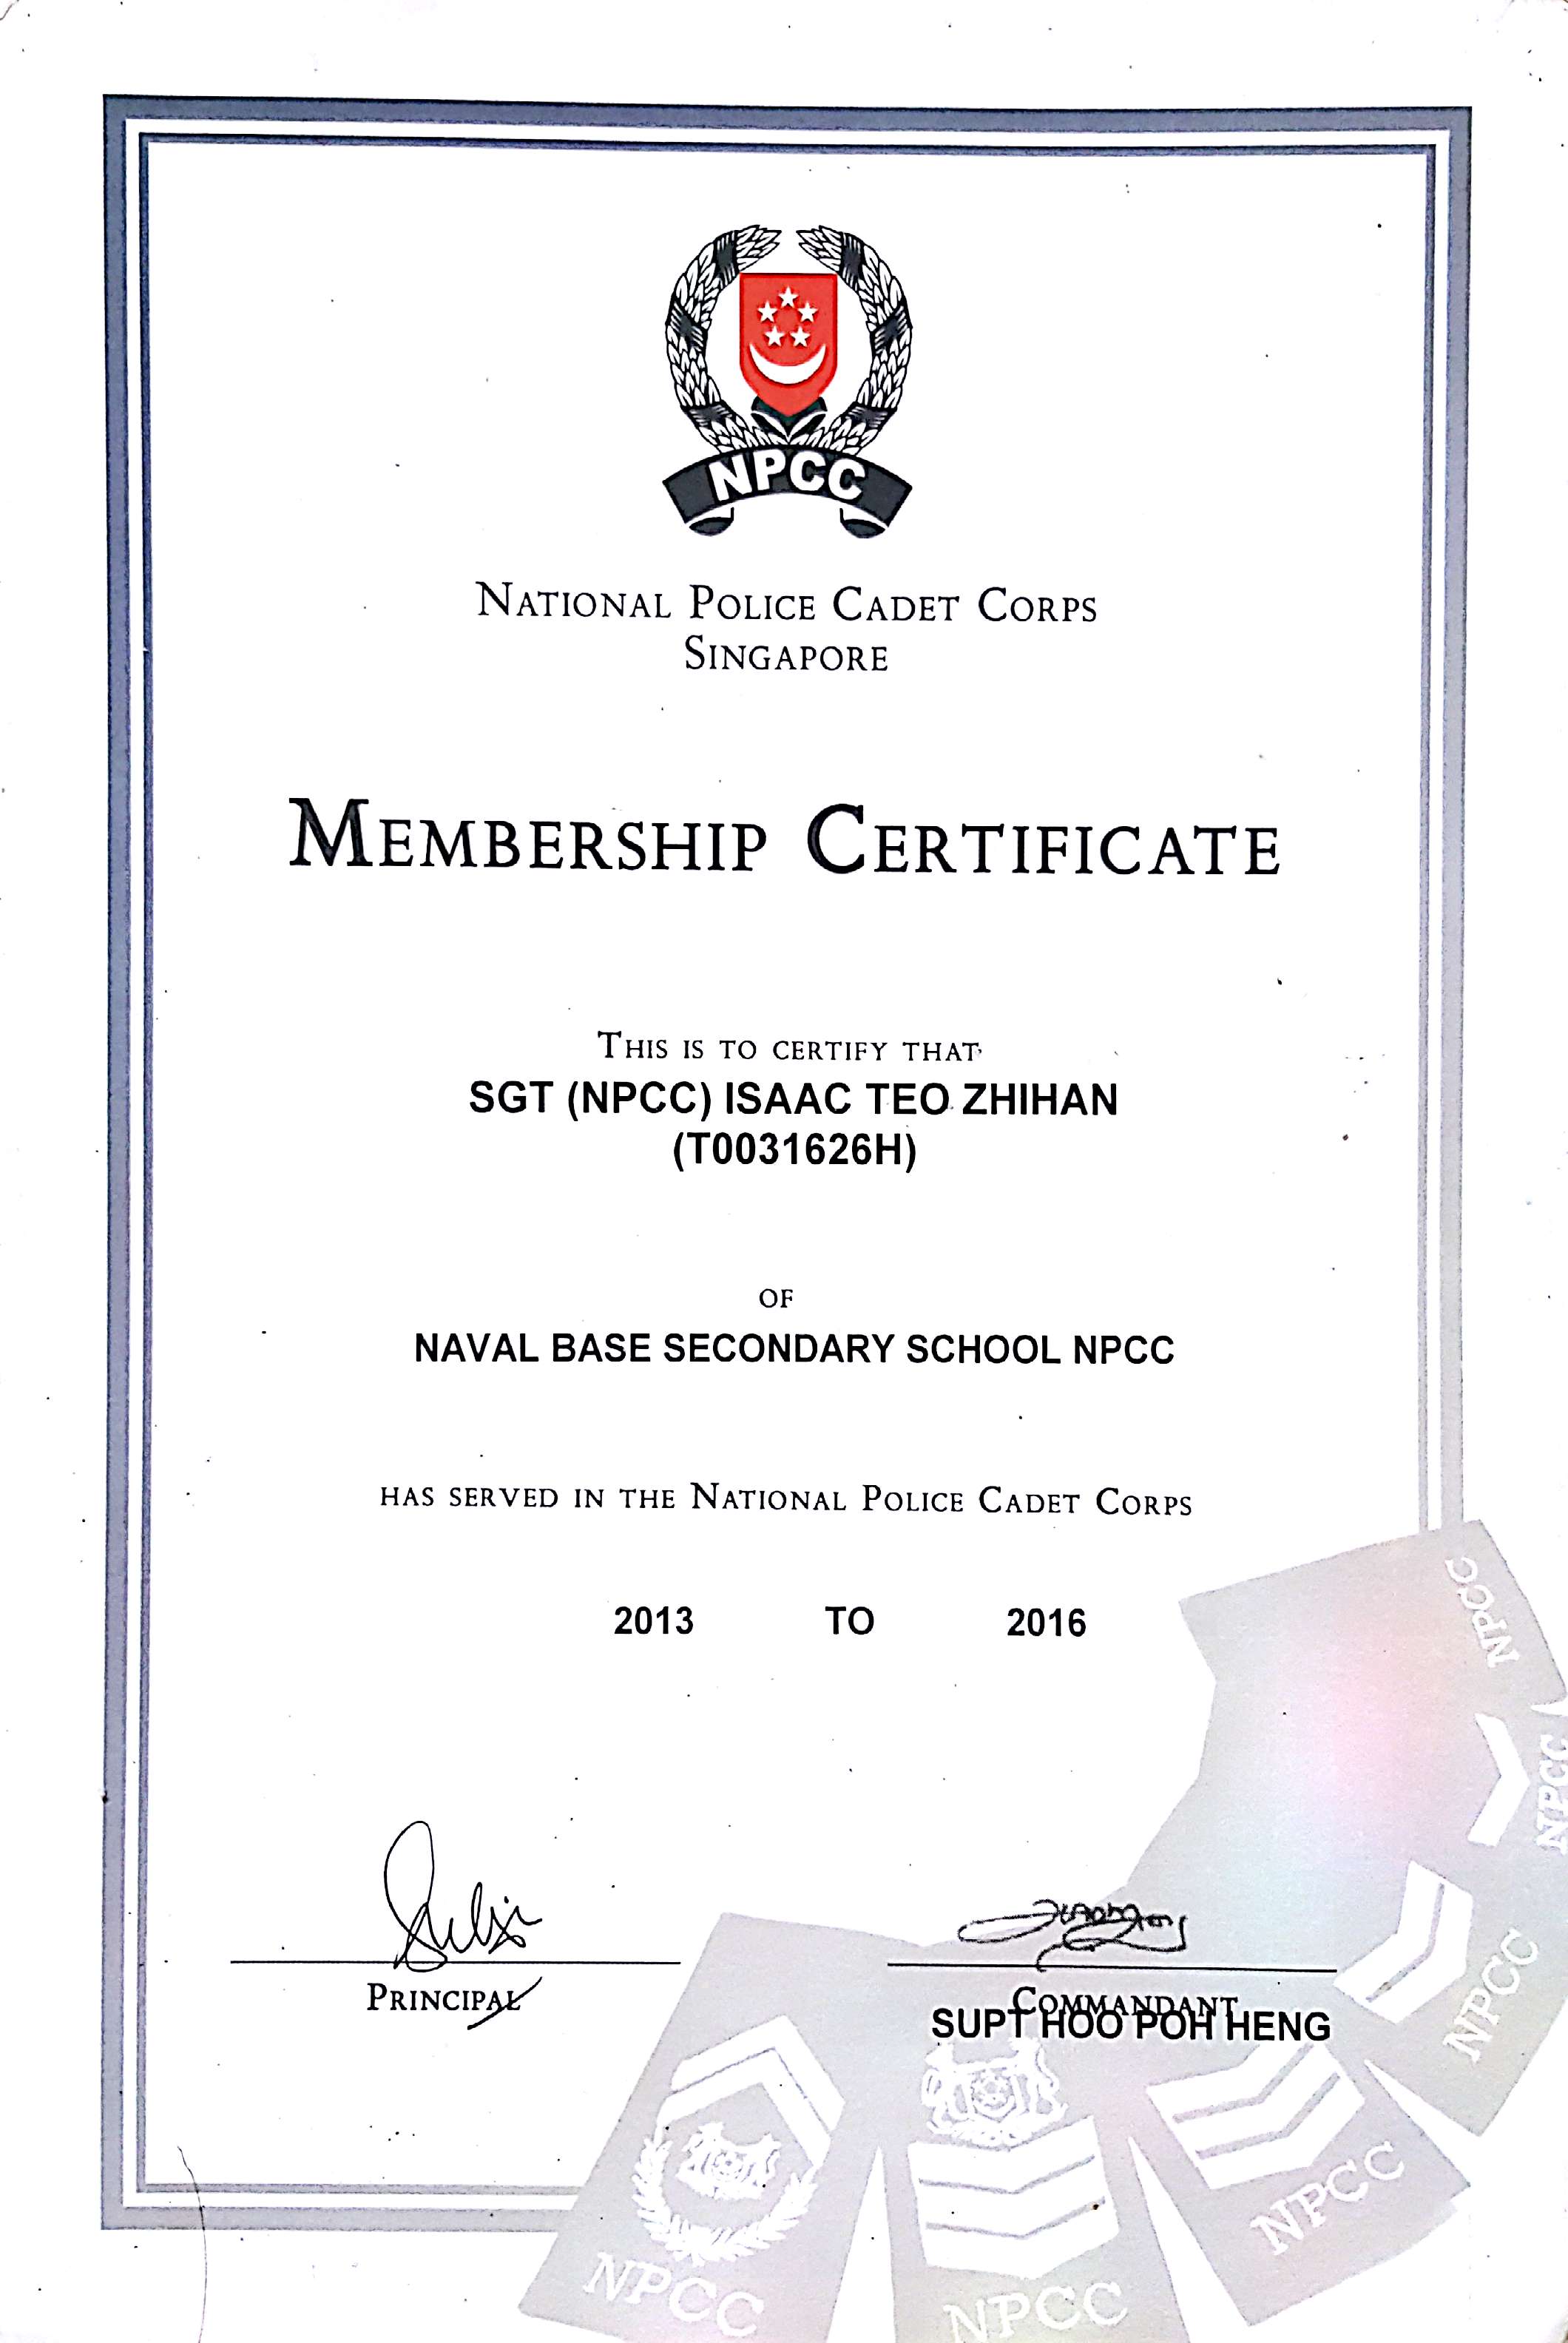 NPCC
NATIONAL POLICE CADET CORPS
SINGAPORE
MEMBERSHIP CERTIFICATE
THIS IS TO CERTIFY THAT
SGT (NPCC) ISAAC TEO ZHIHAN
(T0031626H)
OF
NAVAL BASE SECONDARY SCHOOL NPCC
HAS SERVED IN THE NATIONAL POLICE CADET CORPS
2013 TO 2016
PRINCIPAL
COMMANDANT
SUPT HOO POH HENG
NPCC
NPCC
NPCC
NPCC
NPCC
NPCC